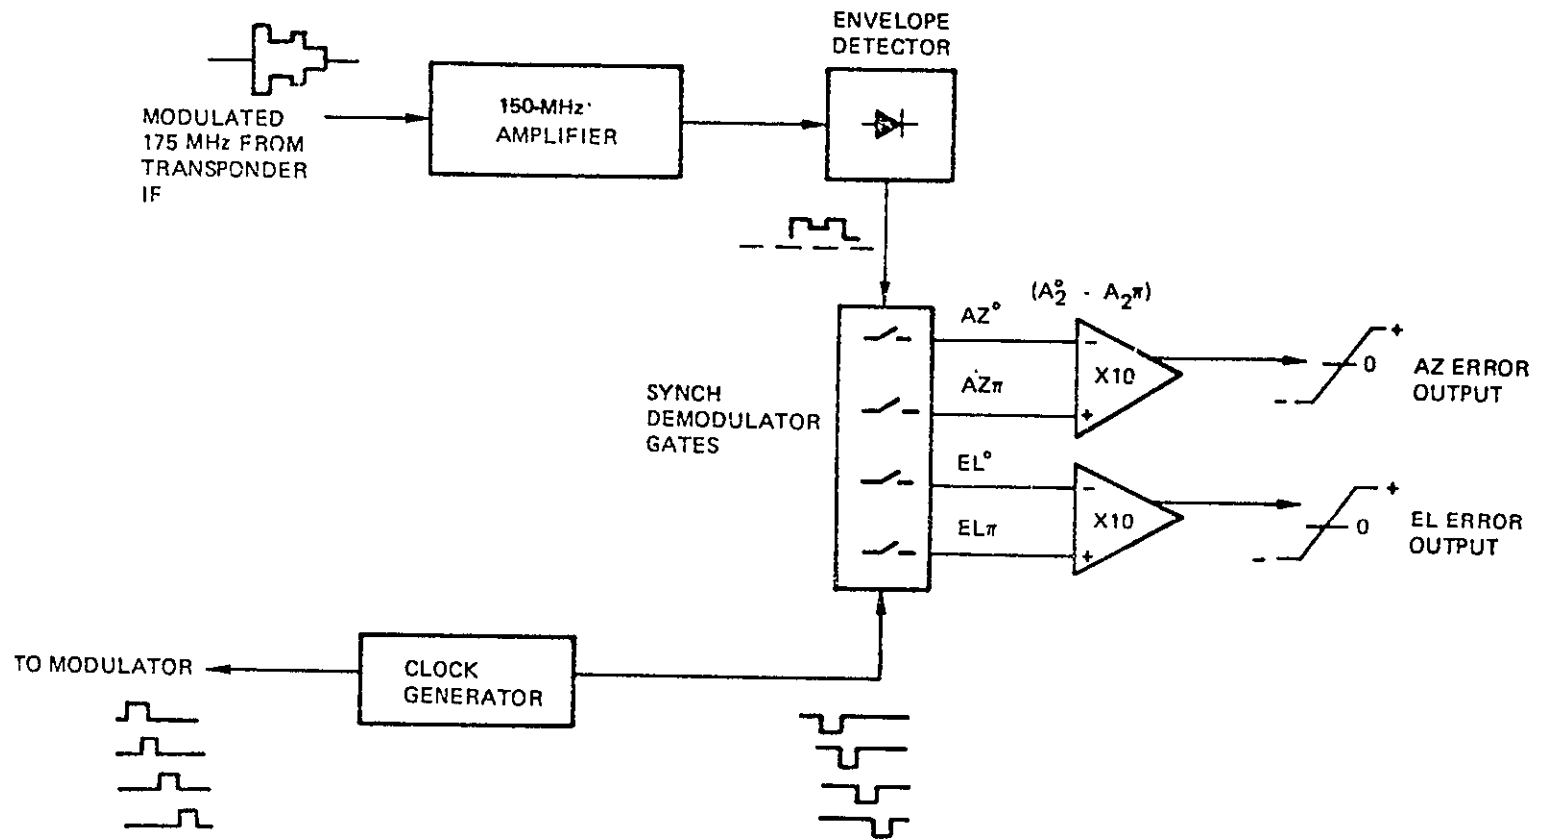 ENVELOPE
DETECTOR
MODULATED
175 MHz FROM
TRANSPONDER
IF
150-MHz
AMPLIFIER
SYNCH
DEMODULATOR
GATES
AZ°
(A₂° - A₂π)
AZπ
EL°
ELπ
−
X10
+
−
X10
+
+
0
−
AZ ERROR
OUTPUT
+
0
−
EL ERROR
OUTPUT
TO MODULATOR
CLOCK
GENERATOR